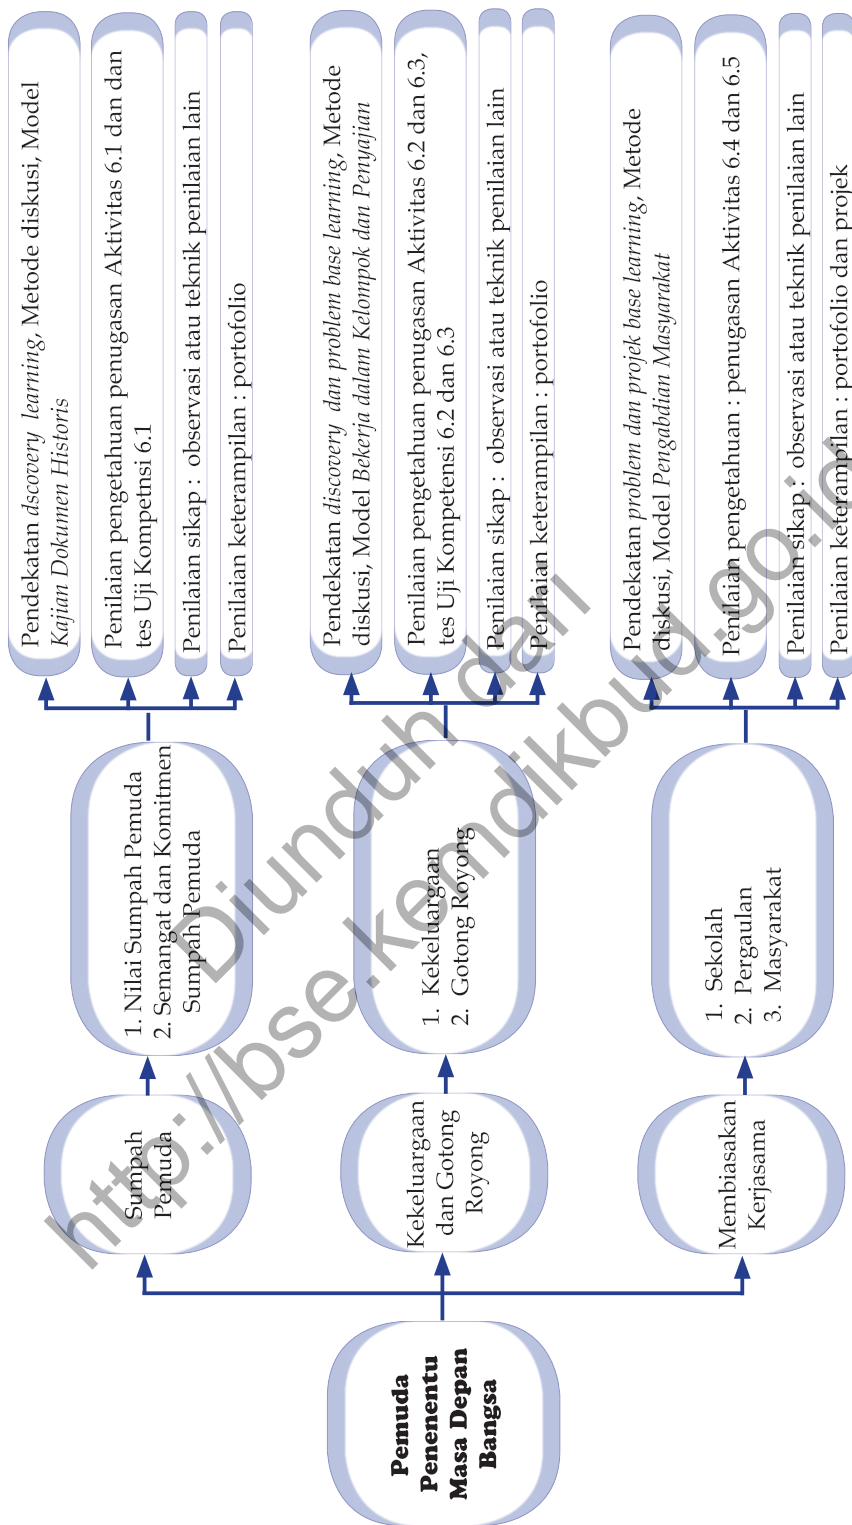 Pemuda
Penenentu
Masa Depan
Bangsa
Sumpah
Pemuda
1. Nilai Sumpah Pemuda
2. Semangat dan Komitmen
Sumpah Pemuda
Pendekatan dscovery learning, Metode diskusi, Model
Kajian Dokumen Historis
Penilaian pengetahuan penugasan Aktivitas 6.1 dan dan
tes Uji Kompetnsi 6.1
Penilaian sikap : observasi atau teknik penilaian lain
Penilaian keterampilan : portofolio
Kekeluargaan
dan Gotong
Royong
1. Kekeluargaan
2. Gotong Royong
Pendekatan discovery dan problem base learning, Metode
diskusi, Model Bekerja dalam Kelompok dan Penyajian
Penilaian pengetahuan penugasan Aktivitas 6.2 dan 6.3,
tes Uji Kompetensi 6.2 dan 6.3
Penilaian sikap : observasi atau teknik penilaian lain
Penilaian keterampilan : portofolio
Membiasakan
Kerjasama
1. Sekolah
2. Pergaulan
3. Masyarakat
Pendekatan problem dan projek base learning, Metode
diskusi, Model Pengabdian Masyarakat
Penilaian pengetahuan : penugasan Aktivitas 6.4 dan 6.5
Penilaian sikap : observasi atau teknik penilaian lain
Penilaian keterampilan : portofolio dan projek
Diunduh dari
http://bse.kemdikbud.go.id